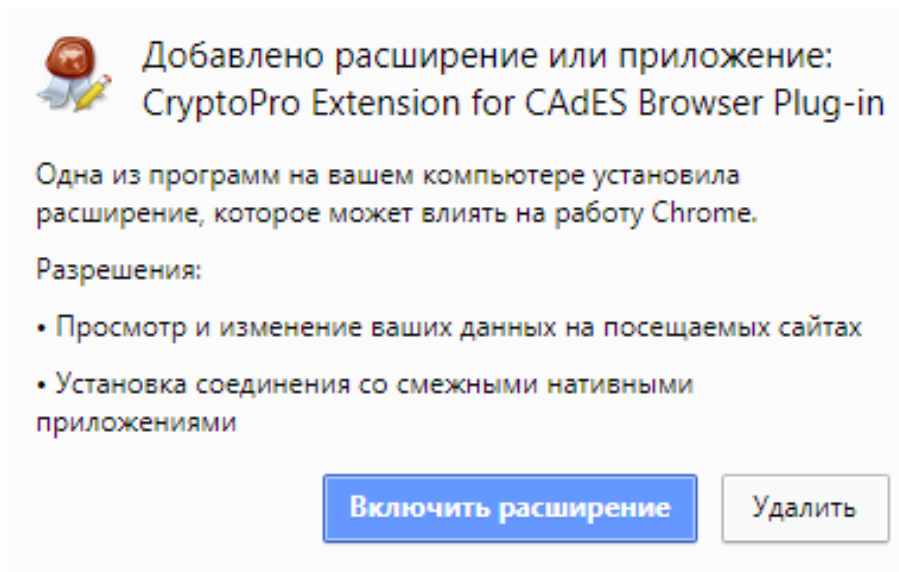 Добавлено расширение или приложение:
CryptoPro Extension for CAdES Browser Plug-in
Одна из программ на вашем компьютере установила
расширение, которое может влиять на работу Chrome.
Разрешения:
• Просмотр и изменение ваших данных на посещаемых сайтах
• Установка соединения со смежными нативными
приложениями
Включить расширение
Удалить